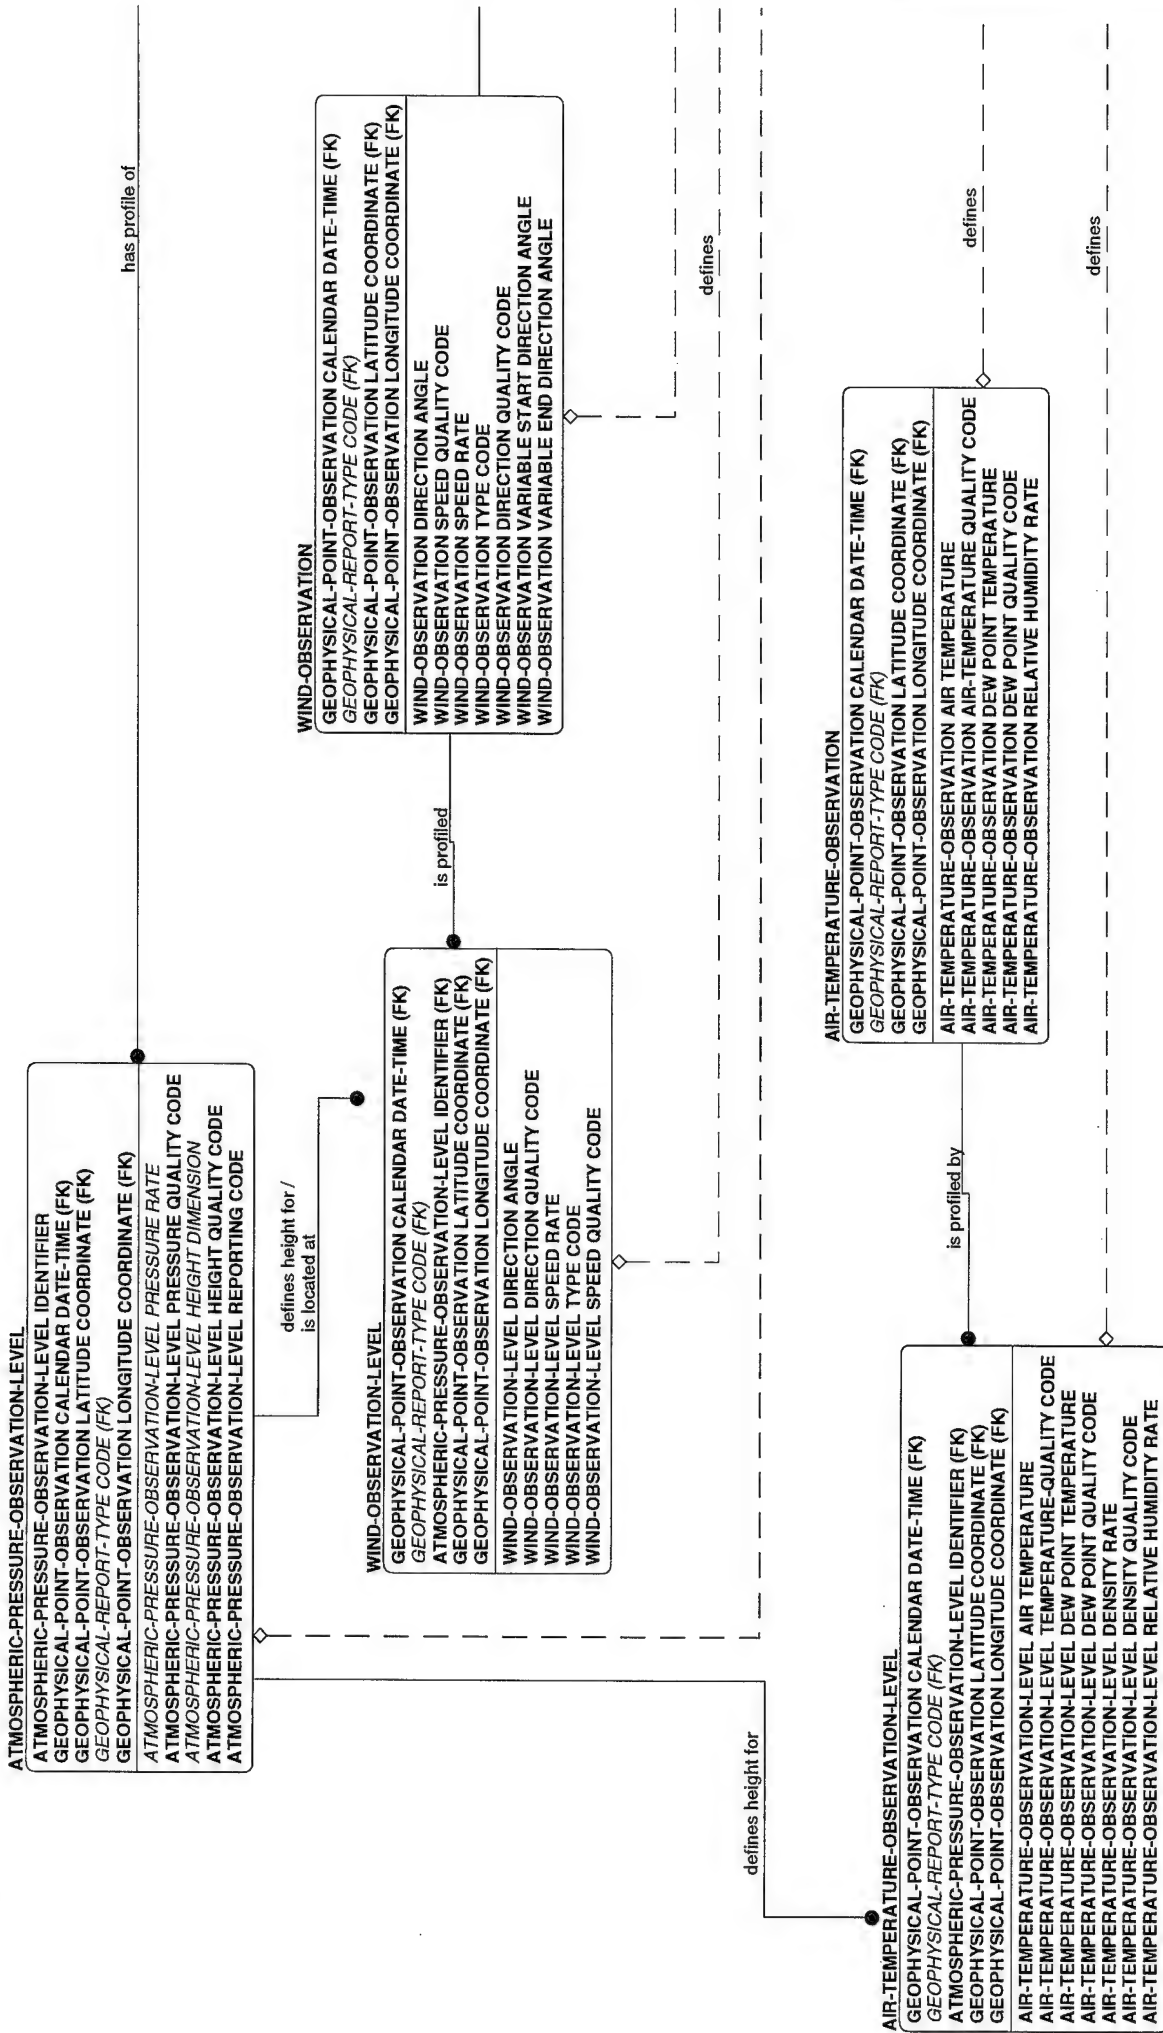 ATMOSPHERIC-PRESSURE-OBSERVATION-LEVEL
ATMOSPHERIC-PRESSURE-OBSERVATION-LEVEL IDENTIFIER
GEOPHYSICAL-POINT-OBSERVATION CALENDAR DATE-TIME (FK)
GEOPHYSICAL-POINT-OBSERVATION LATITUDE COORDINATE (FK)
GEOPHYSICAL-REPORT-TYPE CODE (FK)
GEOPHYSICAL-POINT-OBSERVATION LONGITUDE COORDINATE (FK)
ATMOSPHERIC-PRESSURE-OBSERVATION-LEVEL PRESSURE RATE
ATMOSPHERIC-PRESSURE-OBSERVATION-LEVEL PRESSURE QUALITY CODE
ATMOSPHERIC-PRESSURE-OBSERVATION-LEVEL HEIGHT DIMENSION
ATMOSPHERIC-PRESSURE-OBSERVATION-LEVEL HEIGHT QUALITY CODE
ATMOSPHERIC-PRESSURE-OBSERVATION-LEVEL REPORTING CODE
has profile of
defines height for /
is located at
WIND-OBSERVATION
GEOPHYSICAL-POINT-OBSERVATION CALENDAR DATE-TIME (FK)
GEOPHYSICAL-REPORT-TYPE CODE (FK)
GEOPHYSICAL-POINT-OBSERVATION LATITUDE COORDINATE (FK)
GEOPHYSICAL-POINT-OBSERVATION LONGITUDE COORDINATE (FK)
WIND-OBSERVATION DIRECTION ANGLE
WIND-OBSERVATION SPEED QUALITY CODE
WIND-OBSERVATION SPEED RATE
WIND-OBSERVATION TYPE CODE
WIND-OBSERVATION DIRECTION QUALITY CODE
WIND-OBSERVATION VARIABLE START DIRECTION ANGLE
WIND-OBSERVATION VARIABLE END DIRECTION ANGLE
is profiled
WIND-OBSERVATION-LEVEL
GEOPHYSICAL-POINT-OBSERVATION CALENDAR DATE-TIME (FK)
GEOPHYSICAL-REPORT-TYPE CODE (FK)
ATMOSPHERIC-PRESSURE-OBSERVATION-LEVEL IDENTIFIER (FK)
GEOPHYSICAL-POINT-OBSERVATION LATITUDE COORDINATE (FK)
GEOPHYSICAL-POINT-OBSERVATION LONGITUDE COORDINATE (FK)
WIND-OBSERVATION-LEVEL DIRECTION ANGLE
WIND-OBSERVATION-LEVEL DIRECTION QUALITY CODE
WIND-OBSERVATION-LEVEL SPEED RATE
WIND-OBSERVATION-LEVEL TYPE CODE
WIND-OBSERVATION-LEVEL SPEED QUALITY CODE
defines
defines height for
AIR-TEMPERATURE-OBSERVATION
GEOPHYSICAL-POINT-OBSERVATION CALENDAR DATE-TIME (FK)
GEOPHYSICAL-REPORT-TYPE CODE (FK)
GEOPHYSICAL-POINT-OBSERVATION LATITUDE COORDINATE (FK)
GEOPHYSICAL-POINT-OBSERVATION LONGITUDE COORDINATE (FK)
AIR-TEMPERATURE-OBSERVATION AIR TEMPERATURE
AIR-TEMPERATURE-OBSERVATION AIR-TEMPERATURE QUALITY CODE
AIR-TEMPERATURE-OBSERVATION DEW POINT TEMPERATURE
AIR-TEMPERATURE-OBSERVATION DEW POINT QUALITY CODE
AIR-TEMPERATURE-OBSERVATION RELATIVE HUMIDITY RATE
defines
is profiled by
AIR-TEMPERATURE-OBSERVATION-LEVEL
GEOPHYSICAL-POINT-OBSERVATION CALENDAR DATE-TIME (FK)
GEOPHYSICAL-REPORT-TYPE CODE (FK)
ATMOSPHERIC-PRESSURE-OBSERVATION-LEVEL IDENTIFIER (FK)
GEOPHYSICAL-POINT-OBSERVATION LATITUDE COORDINATE (FK)
GEOPHYSICAL-POINT-OBSERVATION LONGITUDE COORDINATE (FK)
AIR-TEMPERATURE-OBSERVATION-LEVEL AIR TEMPERATURE
AIR-TEMPERATURE-OBSERVATION-LEVEL TEMPERATURE-QUALITY CODE
AIR-TEMPERATURE-OBSERVATION-LEVEL DEW POINT TEMPERATURE
AIR-TEMPERATURE-OBSERVATION-LEVEL DEW POINT QUALITY CODE
AIR-TEMPERATURE-OBSERVATION-LEVEL DENSITY RATE
AIR-TEMPERATURE-OBSERVATION-LEVEL DENSITY QUALITY CODE
AIR-TEMPERATURE-OBSERVATION-LEVEL RELATIVE HUMIDITY RATE
defines